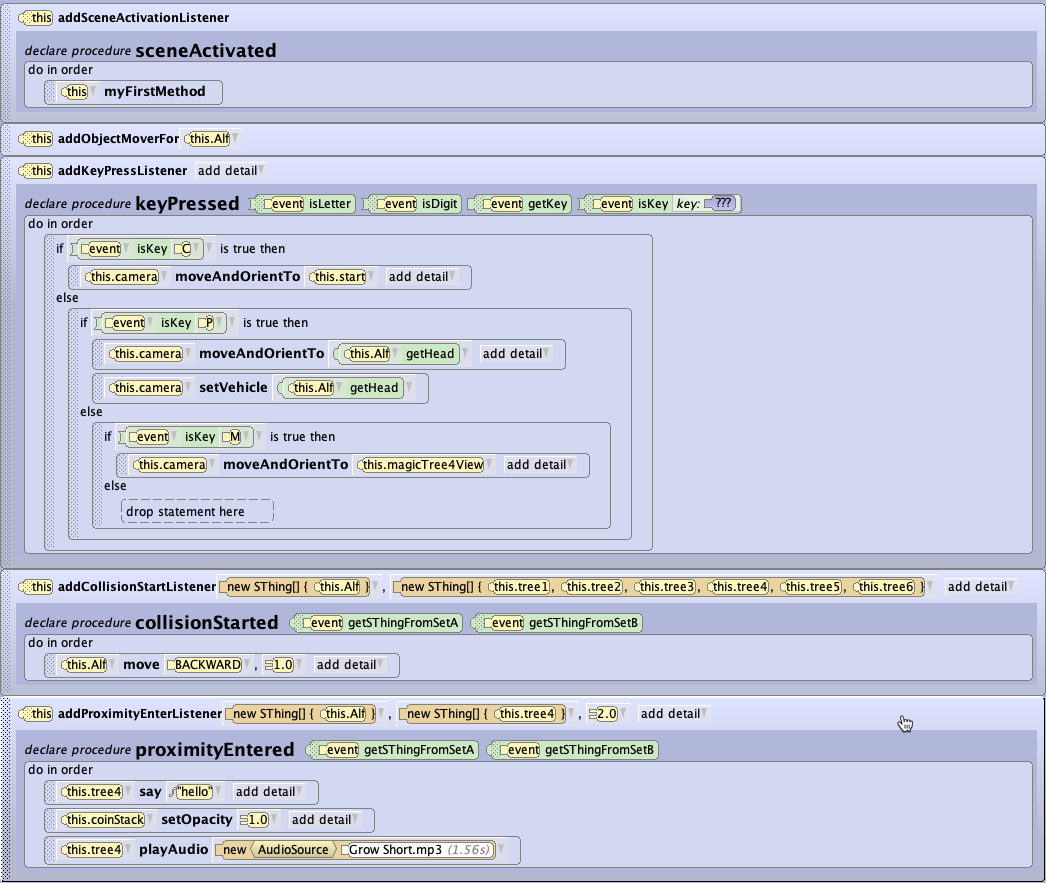 this addSceneActivationListener
declare procedure sceneActivated
do in order
this myFirstMethod
this addObjectMoverFor this.Alf
this addKeyPressListener add detail
declare procedure keyPressed event isLetter event isDigit event getKey event isKey key: ???
do in order
if event isKey C is true then
this.camera moveAndOrientTo this.start add detail
else
if event isKey P is true then
this.camera moveAndOrientTo this.Alf getHead add detail
this.camera setVehicle this.Alf getHead
else
if event isKey M is true then
this.camera moveAndOrientTo this.magicTree4View add detail
else
drop statement here
this addCollisionStartListener new SThing[] { this.Alf } , new SThing[] { this.tree1, this.tree2, this.tree3, this.tree4, this.tree5, this.tree6 } add detail
declare procedure collisionStarted event getSThingFromSetA event getSThingFromSetB
do in order
this.Alf move BACKWARD , 1.0 add detail
this addProximityEnterListener new SThing[] { this.Alf } , new SThing[] { this.tree4 } , 2.0 add detail
declare procedure proximityEntered event getSThingFromSetA event getSThingFromSetB
do in order
this.tree4 say "hello" add detail
this.coinStack setOpacity 1.0 add detail
this.tree4 playAudio new AudioSource Grow Short.mp3 (1.56s)